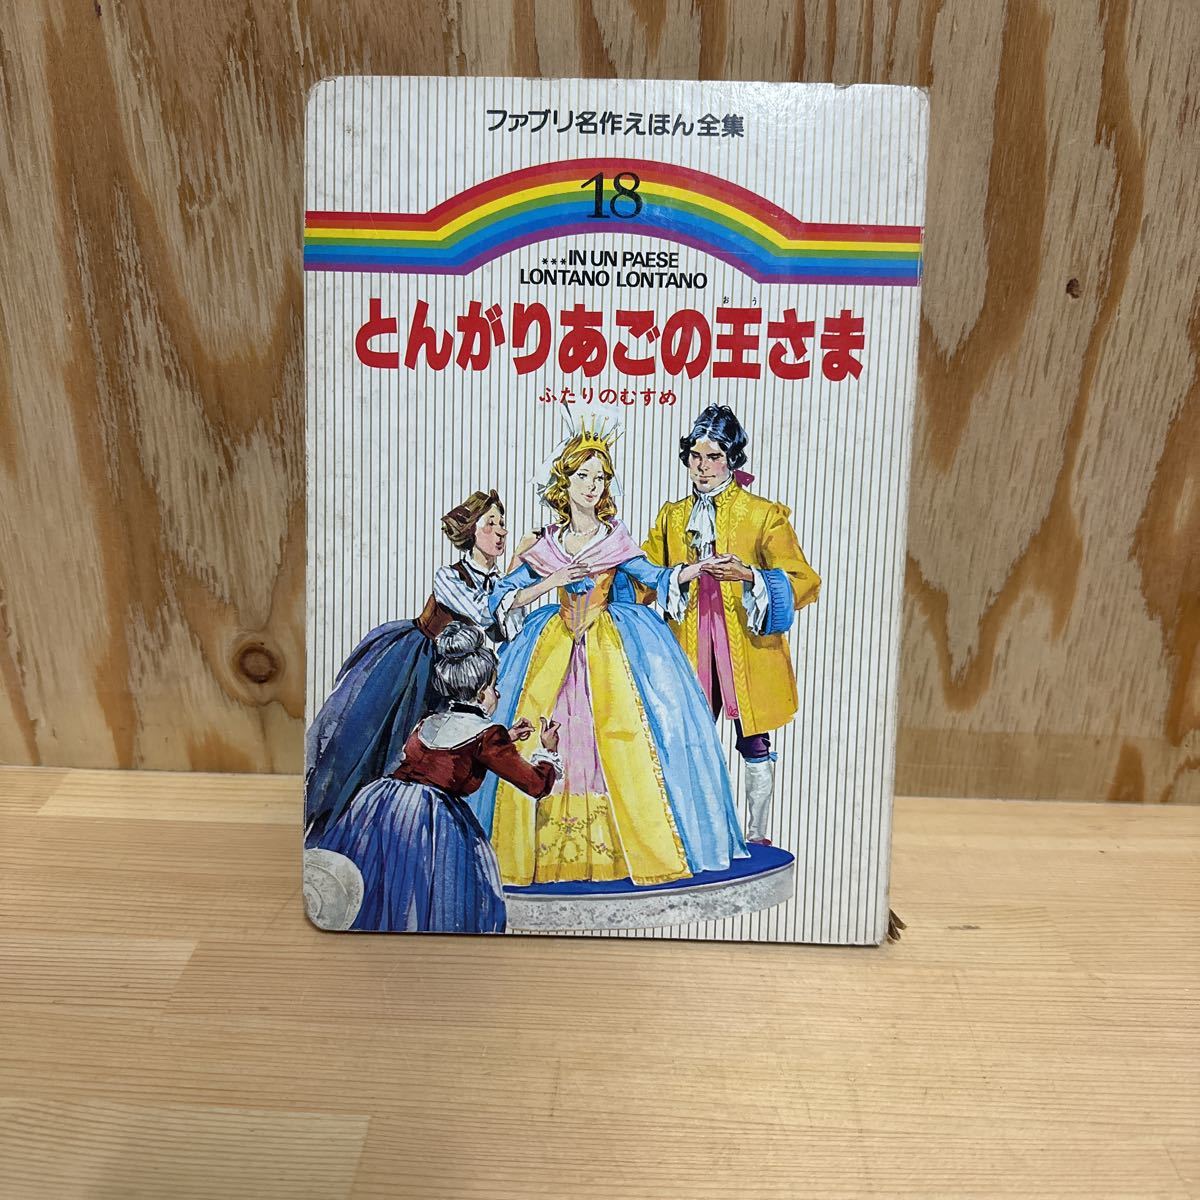 ファブリ名作えほん全集
18
***IN UN PAESE
LONTANO LONTANO
おう
とんがりあごの王さま
ふたりのむすめ